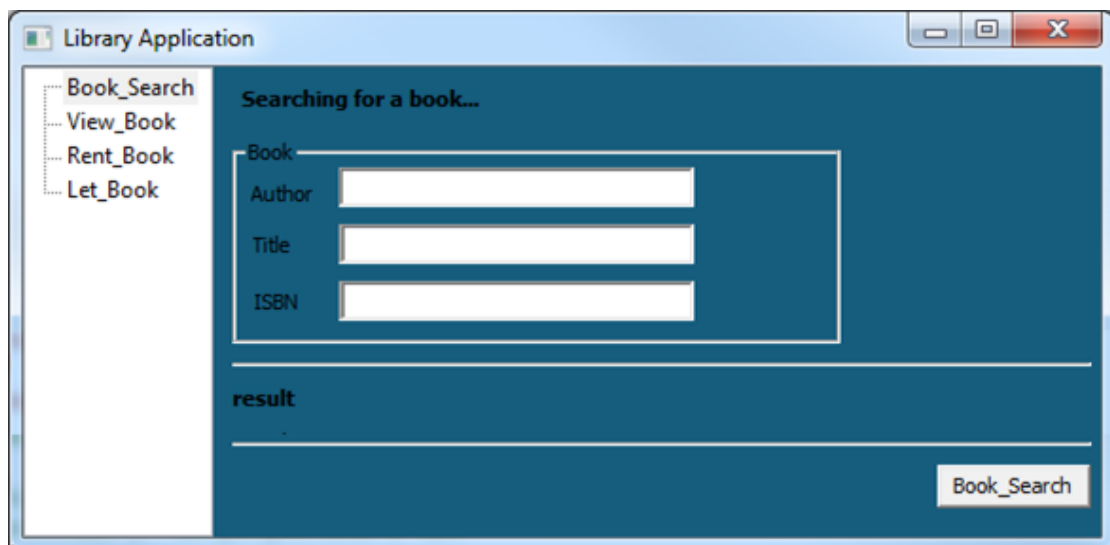 Library Application
Book_Search
View_Book
Rent_Book
Let_Book
Searching for a book...
Book
Author
Title
ISBN
result
Book_Search